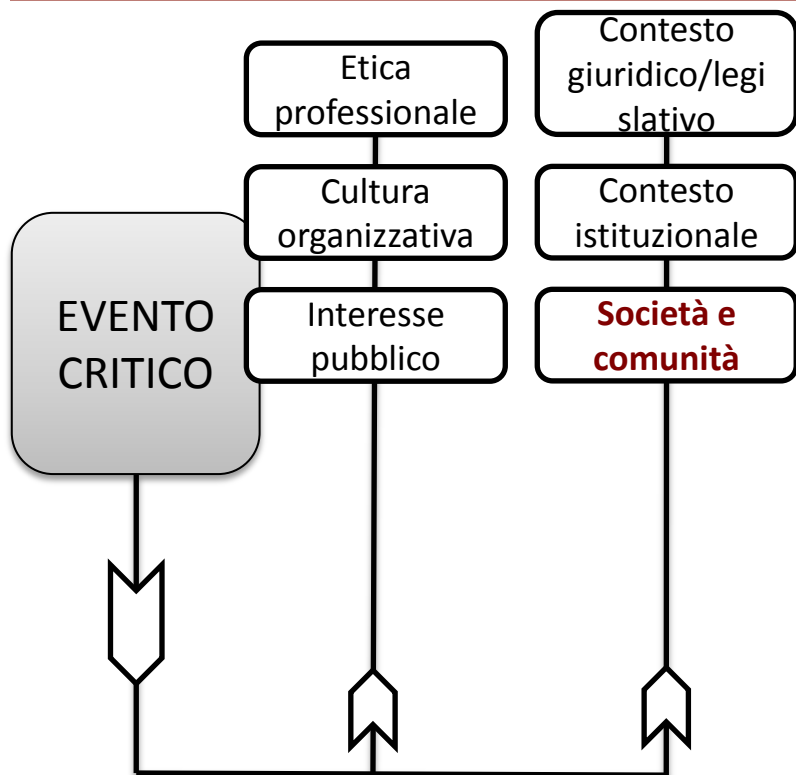 Etica
professionale
Cultura
organizzativa
Interesse
pubblico
Contesto
giuridico/legi
slativo
Contesto
istituzionale
Società e
comunità
EVENTO
CRITICO